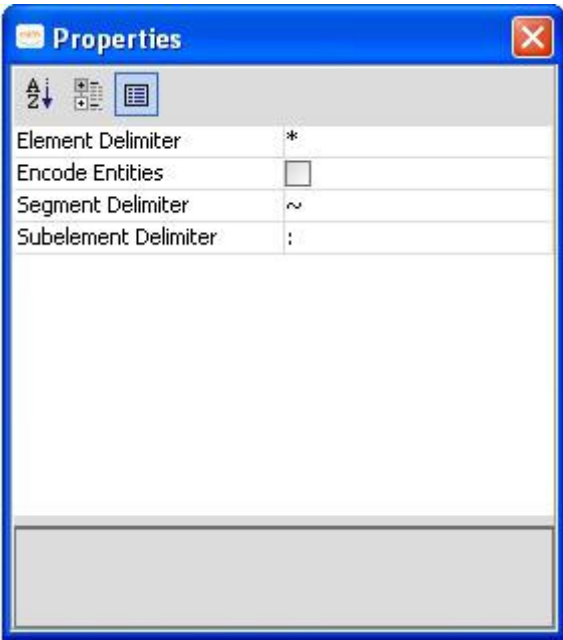 Properties
Element Delimiter *
Encode Entities
Segment Delimiter ~
Subelement Delimiter :